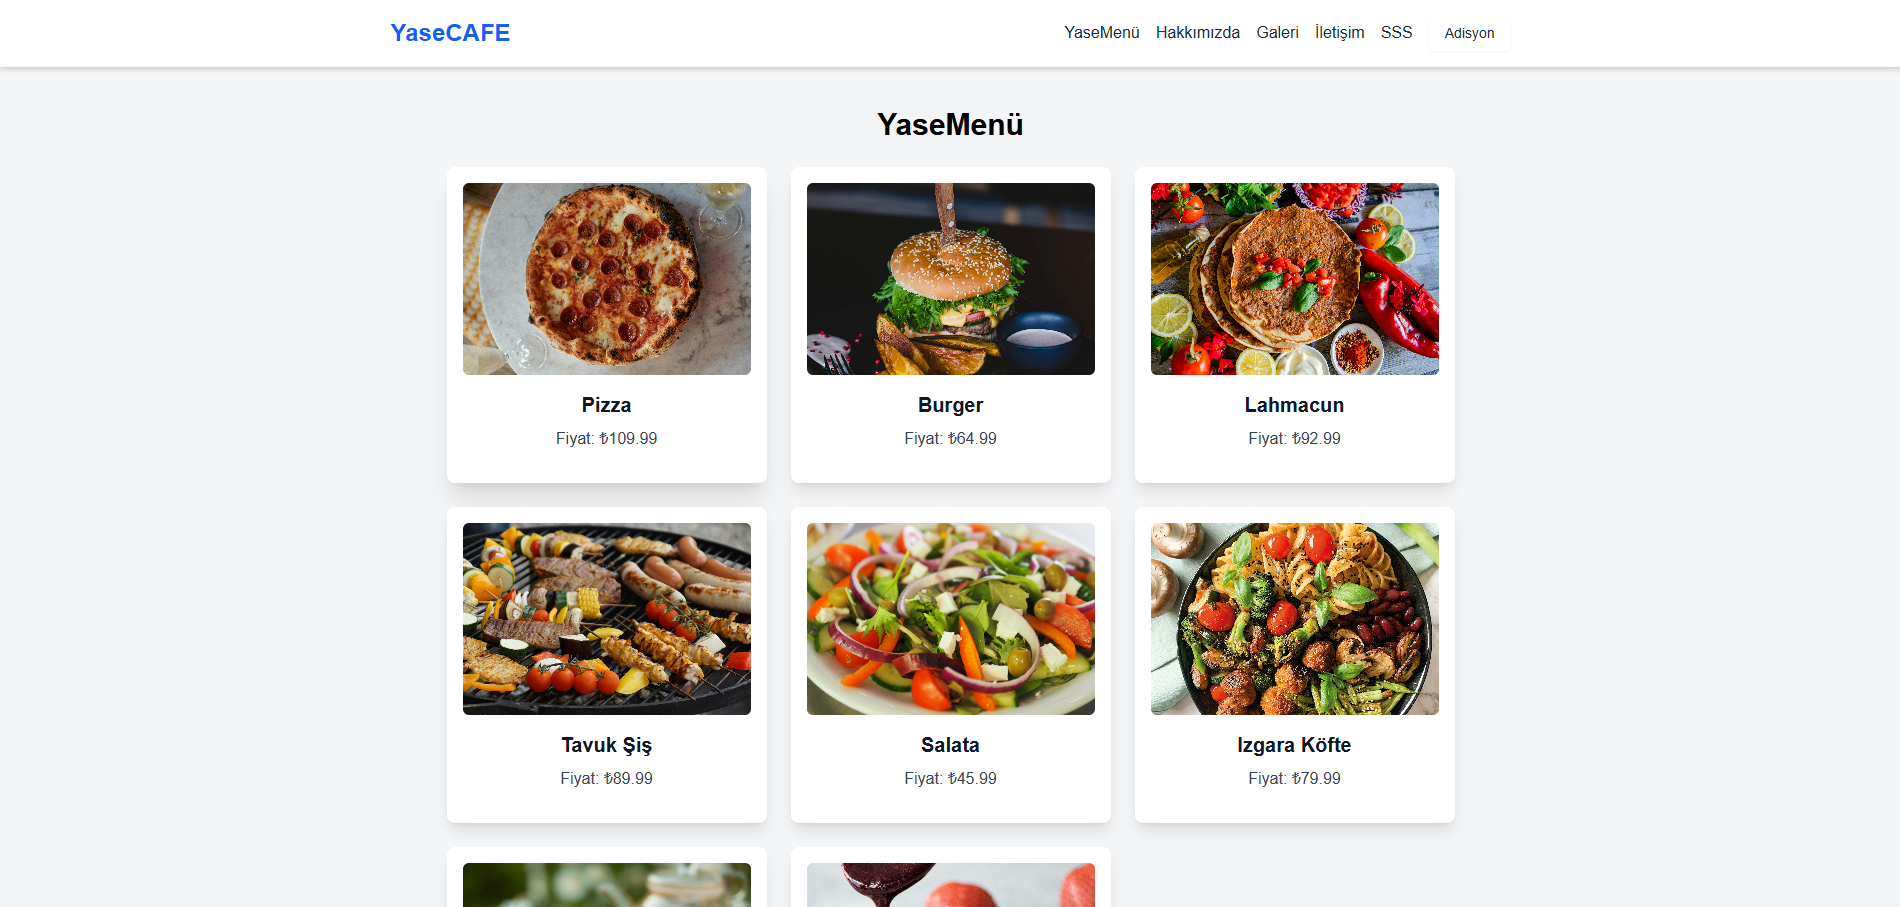 YaseCAFE
YaseMenü Hakkımızda Galeri İletişim SSS Adisyon
YaseMenü
Pizza
Fiyat: ₺109.99
Burger
Fiyat: ₺64.99
Lahmacun
Fiyat: ₺92.99
Tavuk Şiş
Fiyat: ₺89.99
Salata
Fiyat: ₺45.99
Izgara Köfte
Fiyat: ₺79.99